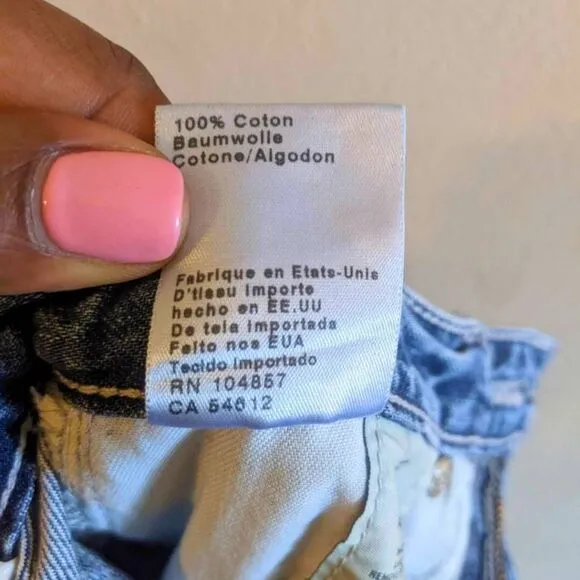 100% Coton
Baumwolle
Cotone/Algodon
Fabrique en Etats-Unis
D'tissu importe
hecho en EE.UU
De tela importada
Feito nos EUA
Tecido importado
RN 104857
CA 54612